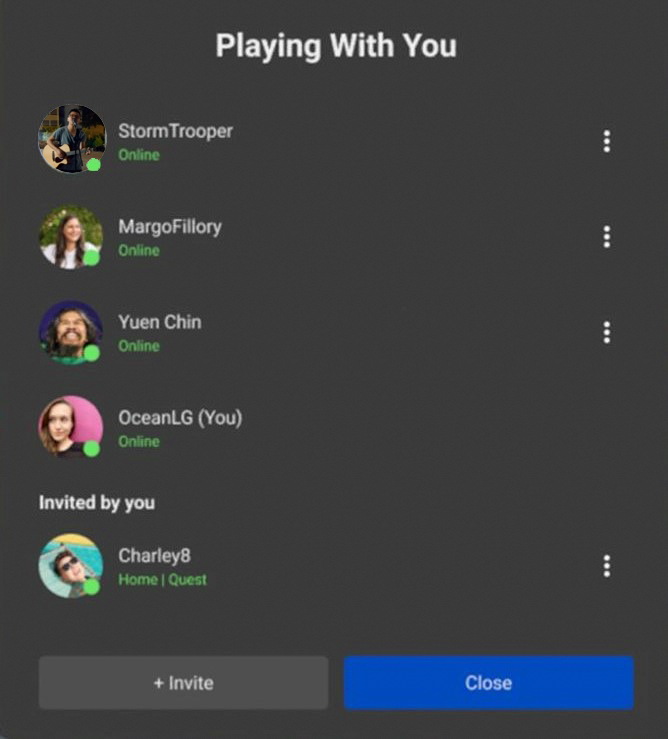 Playing With You
StormTrooper
Online
MargoFillory
Online
Yuen Chin
Online
OceanLG (You)
Online
Invited by you
Charley8
Home | Quest
+ Invite
Close